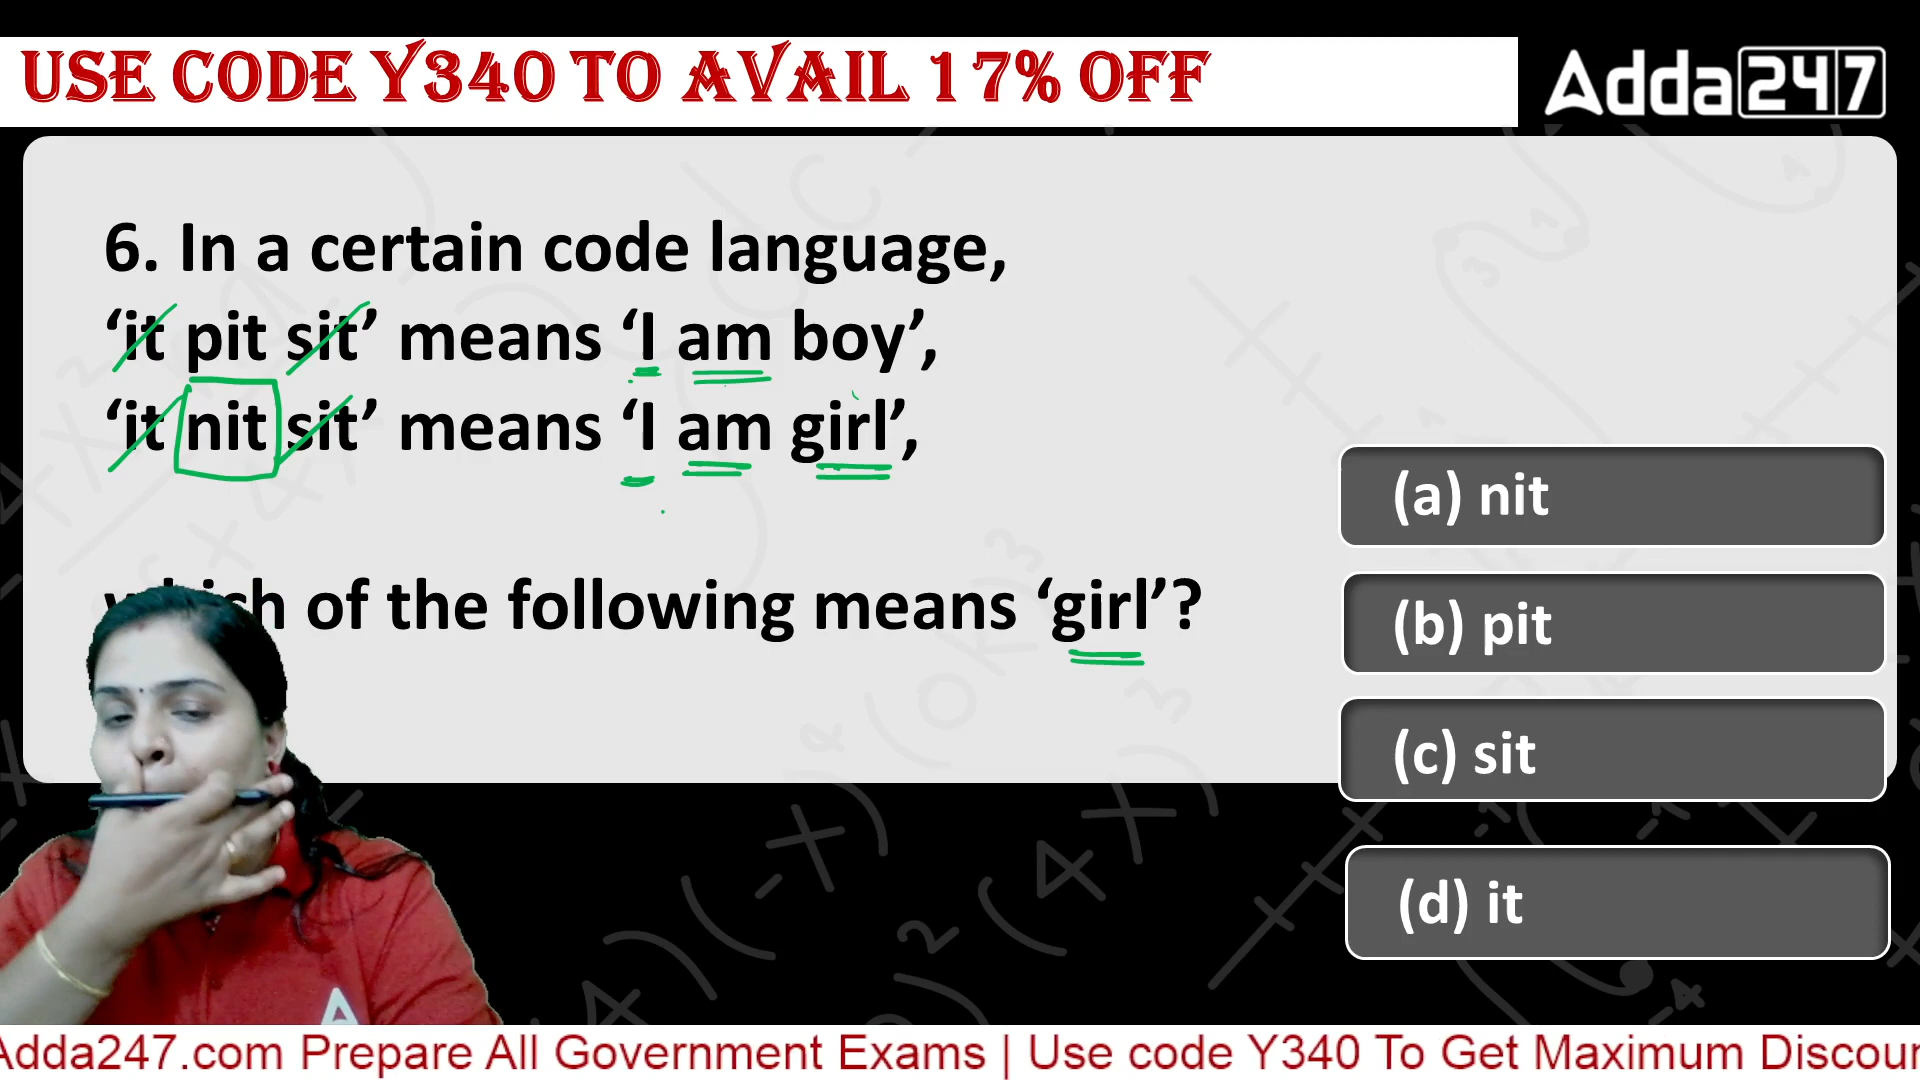 USE CODE Y340 TO AVAIL 17% OFF
Adda247
6. In a certain code language,
‘it pit sit’ means ‘I am boy’,
‘it nit sit’ means ‘I am girl’,
of the following means ‘girl’?
(a) nit
(b) pit
(c) sit
(d) it
Adda247.com Prepare All Government Exams | Use code Y340 To Get Maximum